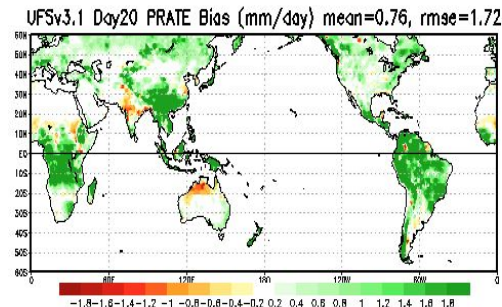 UFSv3.1 Day20 PRATE Bias (mm/day) mean=0.76, rmse=1.72
60N
50N
40N
30N
20N
10N
EQ
10S
20S
30S
40S
50S
60S
0 60E 120E 180 120W 60W 0
-1.8-1.6-1.4-1.2 -1 -0.8-0.6-0.4-0.2 0.2 0.4 0.6 0.8 1 1.2 1.4 1.6 1.8